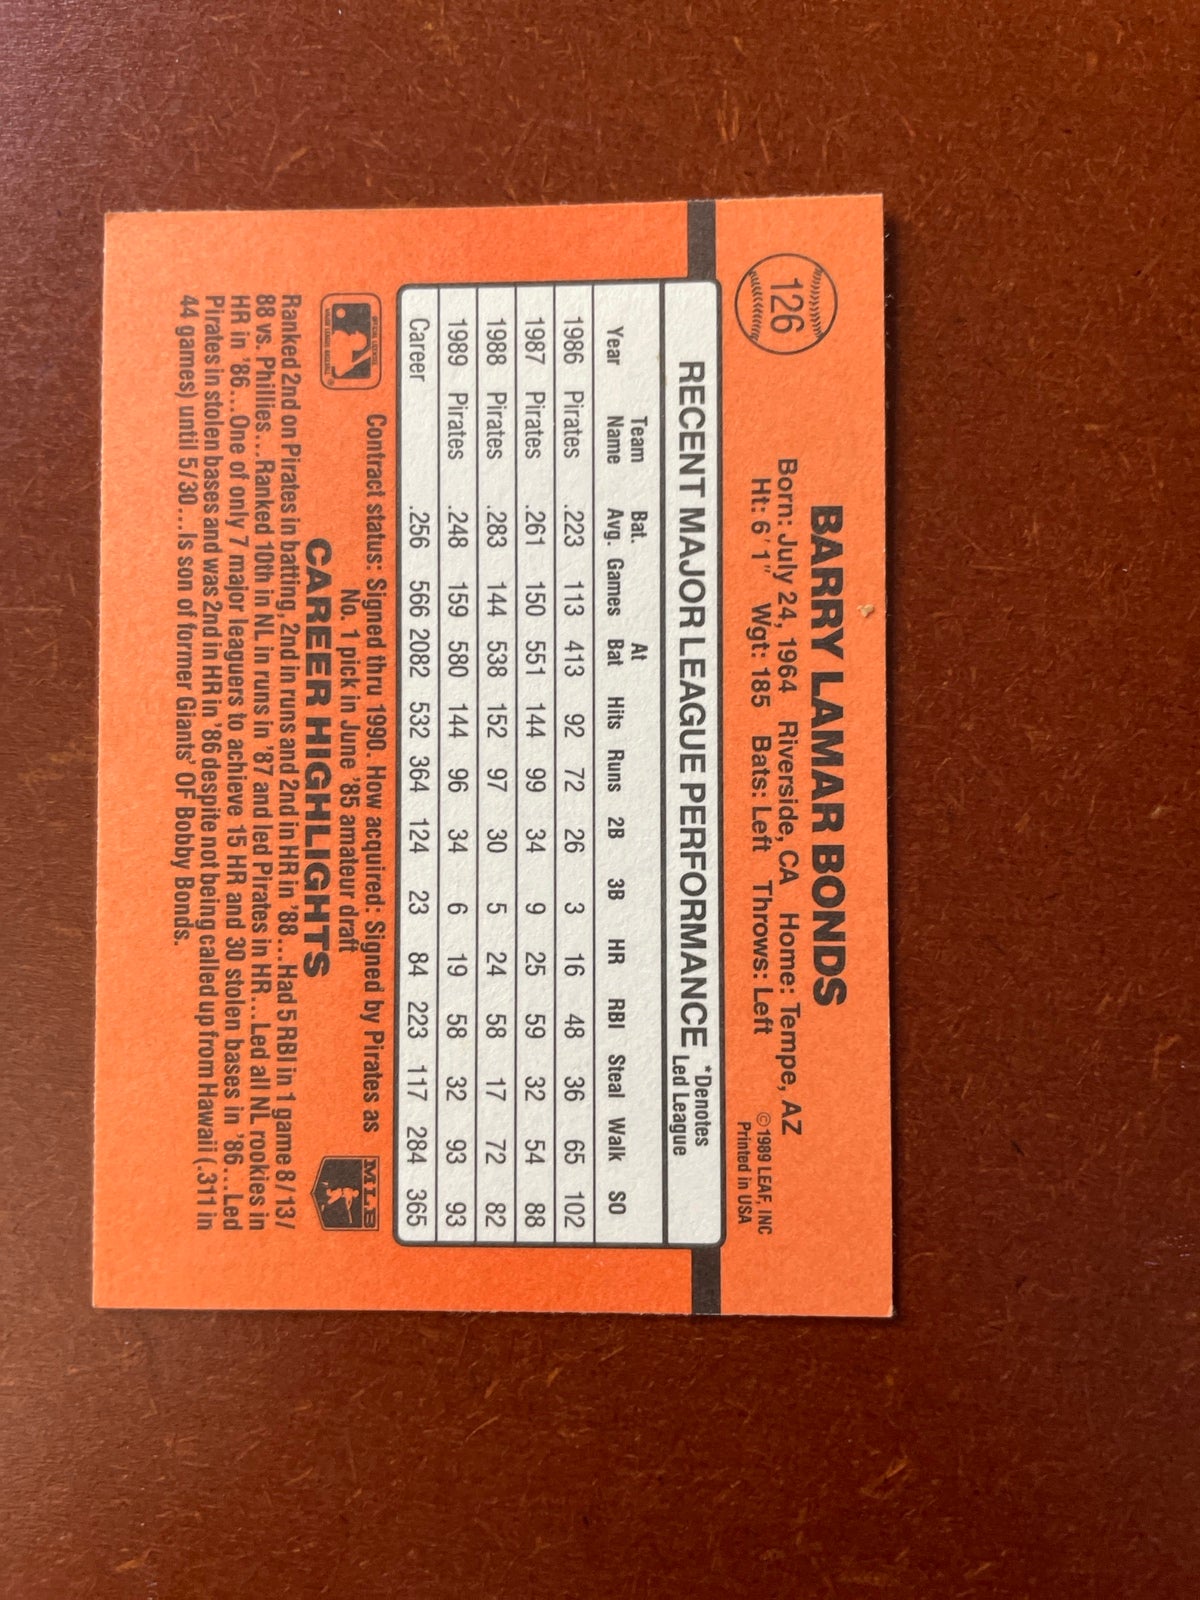 126
BARRY LAMAR BONDS
Born: July 24, 1964 Riverside, CA Home: Tempe, AZ
Ht: 6' 1" Wgt: 185 Bats: Left Throws: Left
©1989 LEAF, INC
Printed in USA
RECENT MAJOR LEAGUE PERFORMANCE *Denotes
Led League
Year Team Name Bat. Avg. Games At Bat Hits Runs 2B 3B HR RBI Steal Walk SO
1986 Pirates .223 113 413 92 72 26 3 16 48 36 65 102
1987 Pirates .261 150 551 144 99 34 9 25 59 32 54 88
1988 Pirates .283 144 538 152 97 30 5 24 58 17 72 82
1989 Pirates .248 159 580 144 96 34 6 19 58 32 93 93
Career .256 566 2082 532 364 124 23 84 223 117 284 365
Contract status: Signed thru 1990. How acquired: Signed by Pirates as
No. 1 pick in June '85 amateur draft
MLB
CAREER HIGHLIGHTS
Ranked 2nd on Pirates in batting, 2nd in runs and 2nd in HR in '88...Had 5 RBI in 1 game 8/13/
88 vs. Phillies...Ranked 10th in NL in runs in '87 and led Pirates in HR...Led all NL rookies in
HR in '86...One of only 7 major leaguers to achieve 15 HR and 30 stolen bases in '86...Led
Pirates in stolen bases and was 2nd in HR in '86 despite not being called up from Hawaii (.311 in
44 games) until 5/30...Is son of former Giants' OF Bobby Bonds.